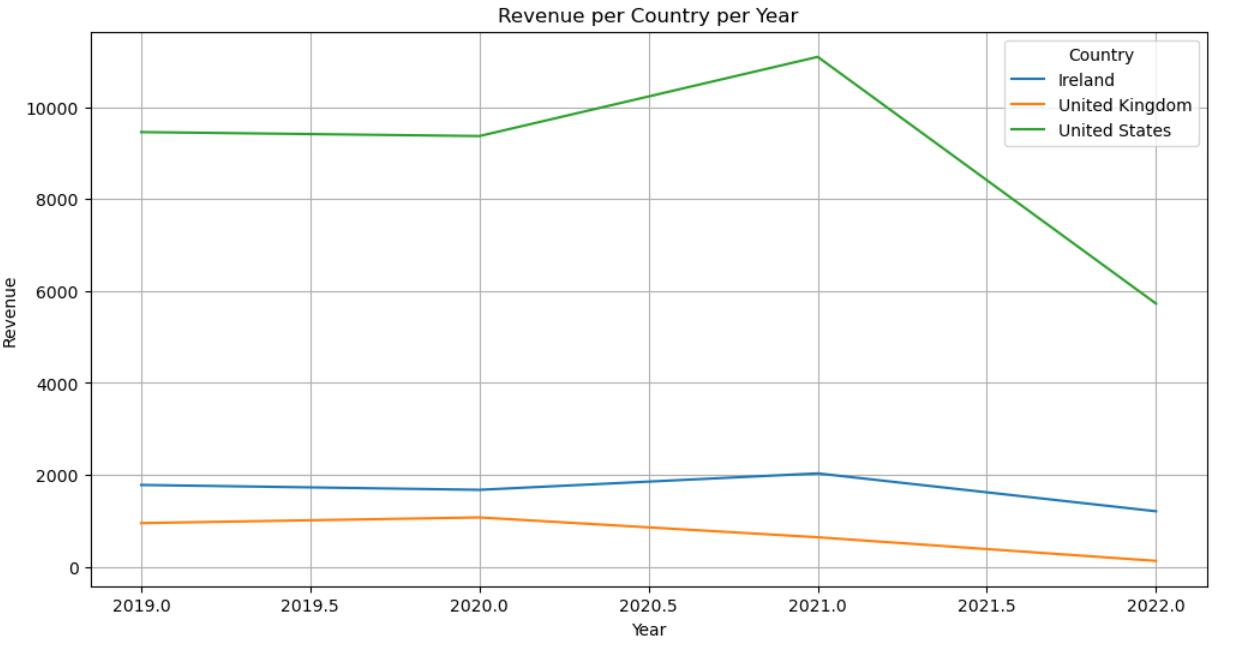 Revenue per Country per Year
Country
Ireland
United Kingdom
United States
Revenue
10000
8000
6000
4000
2000
0
2019.0 2019.5 2020.0 2020.5 2021.0 2021.5 2022.0
Year